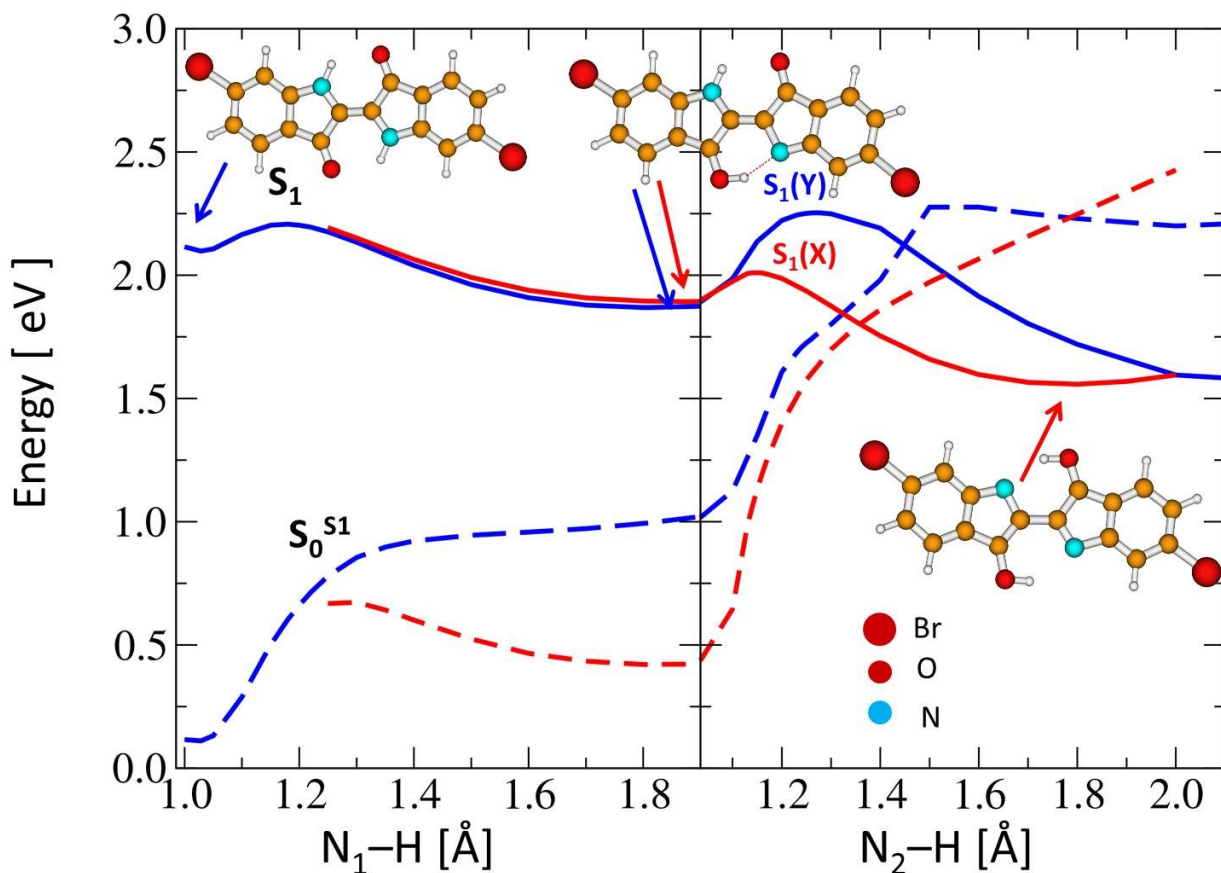 3.0
2.5
2.0
1.5
1.0
0.5
0.0
Energy [ eV]
S₁
S₁(Y)
S₁(X)
S₀^S1
Br
O
N
1.0 1.2 1.4 1.6 1.8 1.2 1.4 1.6 1.8 2.0
N₁–H [Å] N₂–H [Å]